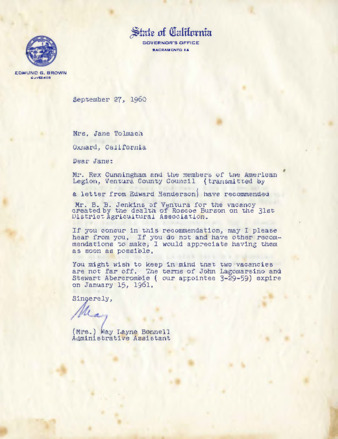 State of California
GOVERNOR'S OFFICE
SACRAMENTO 14
EDMUND G. BROWN
GOVERNOR
September 27, 1960
Mrs. Jane Tolmach
Oxnard, California
Dear Jane:
Mr. Rex Cunningham and the members of the American
Legion, Ventura County Council (transmitted by
a letter from Edward Henderson) have recommended
Mr. B. B. Jenkins of Ventura for the vacancy
created by the death of Roscoe Burson on the 31st
District Agricultural Association.
If you concur in this recommendation, may I please
hear from you. If you do not and have other recom-
mendations to make, I would appreciate having them
as soon as possible.
You might wish to keep in mind that two vacancies
are not far off. The terms of John Lagomarsino and
Stewart Abercrombie ( our appointee 3-29-59) expire
on January 15, 1961.
Sincerely,
May
(Mrs.) May Layne Bonnell
Administrative Assistant